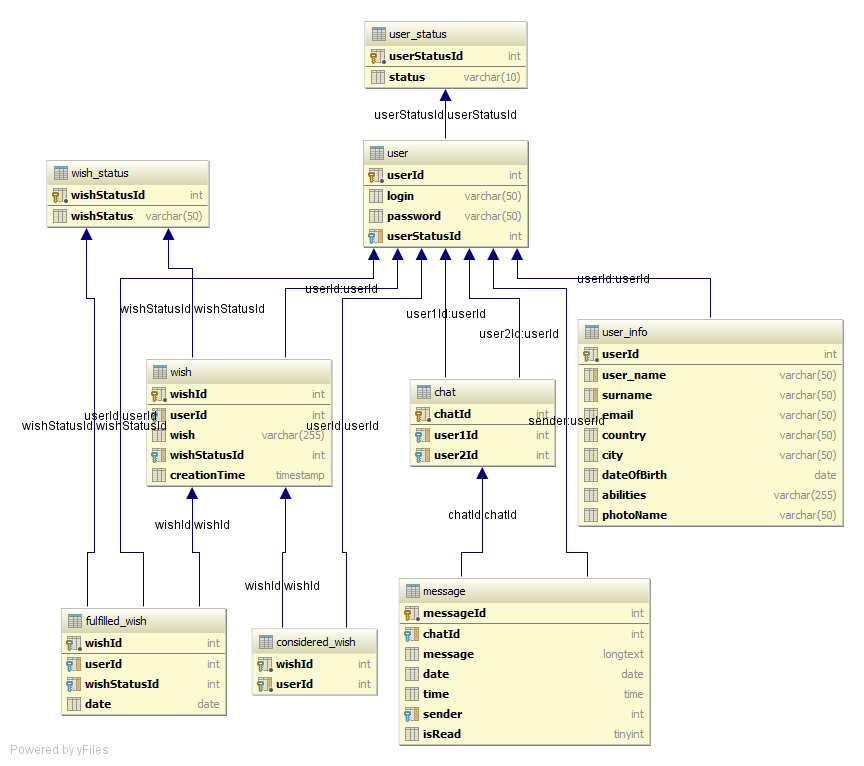 user_status
userStatusId int
status varchar(10)
userStatusId:userStatusId
user
userId int
login varchar(50)
password varchar(50)
userStatusId int
wish_status
wishStatusId int
wishStatus varchar(50)
userId:userId
userId:userId
wishStatusId:wishStatusId
user1Id:userId
user2Id:userId
user_info
userId int
user_name varchar(50)
surname varchar(50)
email varchar(50)
country varchar(50)
city varchar(50)
dateOfBirth date
abilities varchar(255)
photoName varchar(50)
wish
wishId int
userId int
wish varchar(255)
wishStatusId int
creationTime timestamp
chat
chatId int
user1Id int
user2Id int
userId:userId
wishStatusId:wishStatusId
userId:userId
sender:userId
wishId:wishId
chatId:chatId
wishId:wishId
fulfilled_wish
wishId int
userId int
wishStatusId int
date date
considered_wish
wishId int
userId int
message
messageId int
chatId int
message longtext
date date
time time
sender int
isRead tinyint
Powered by yFiles